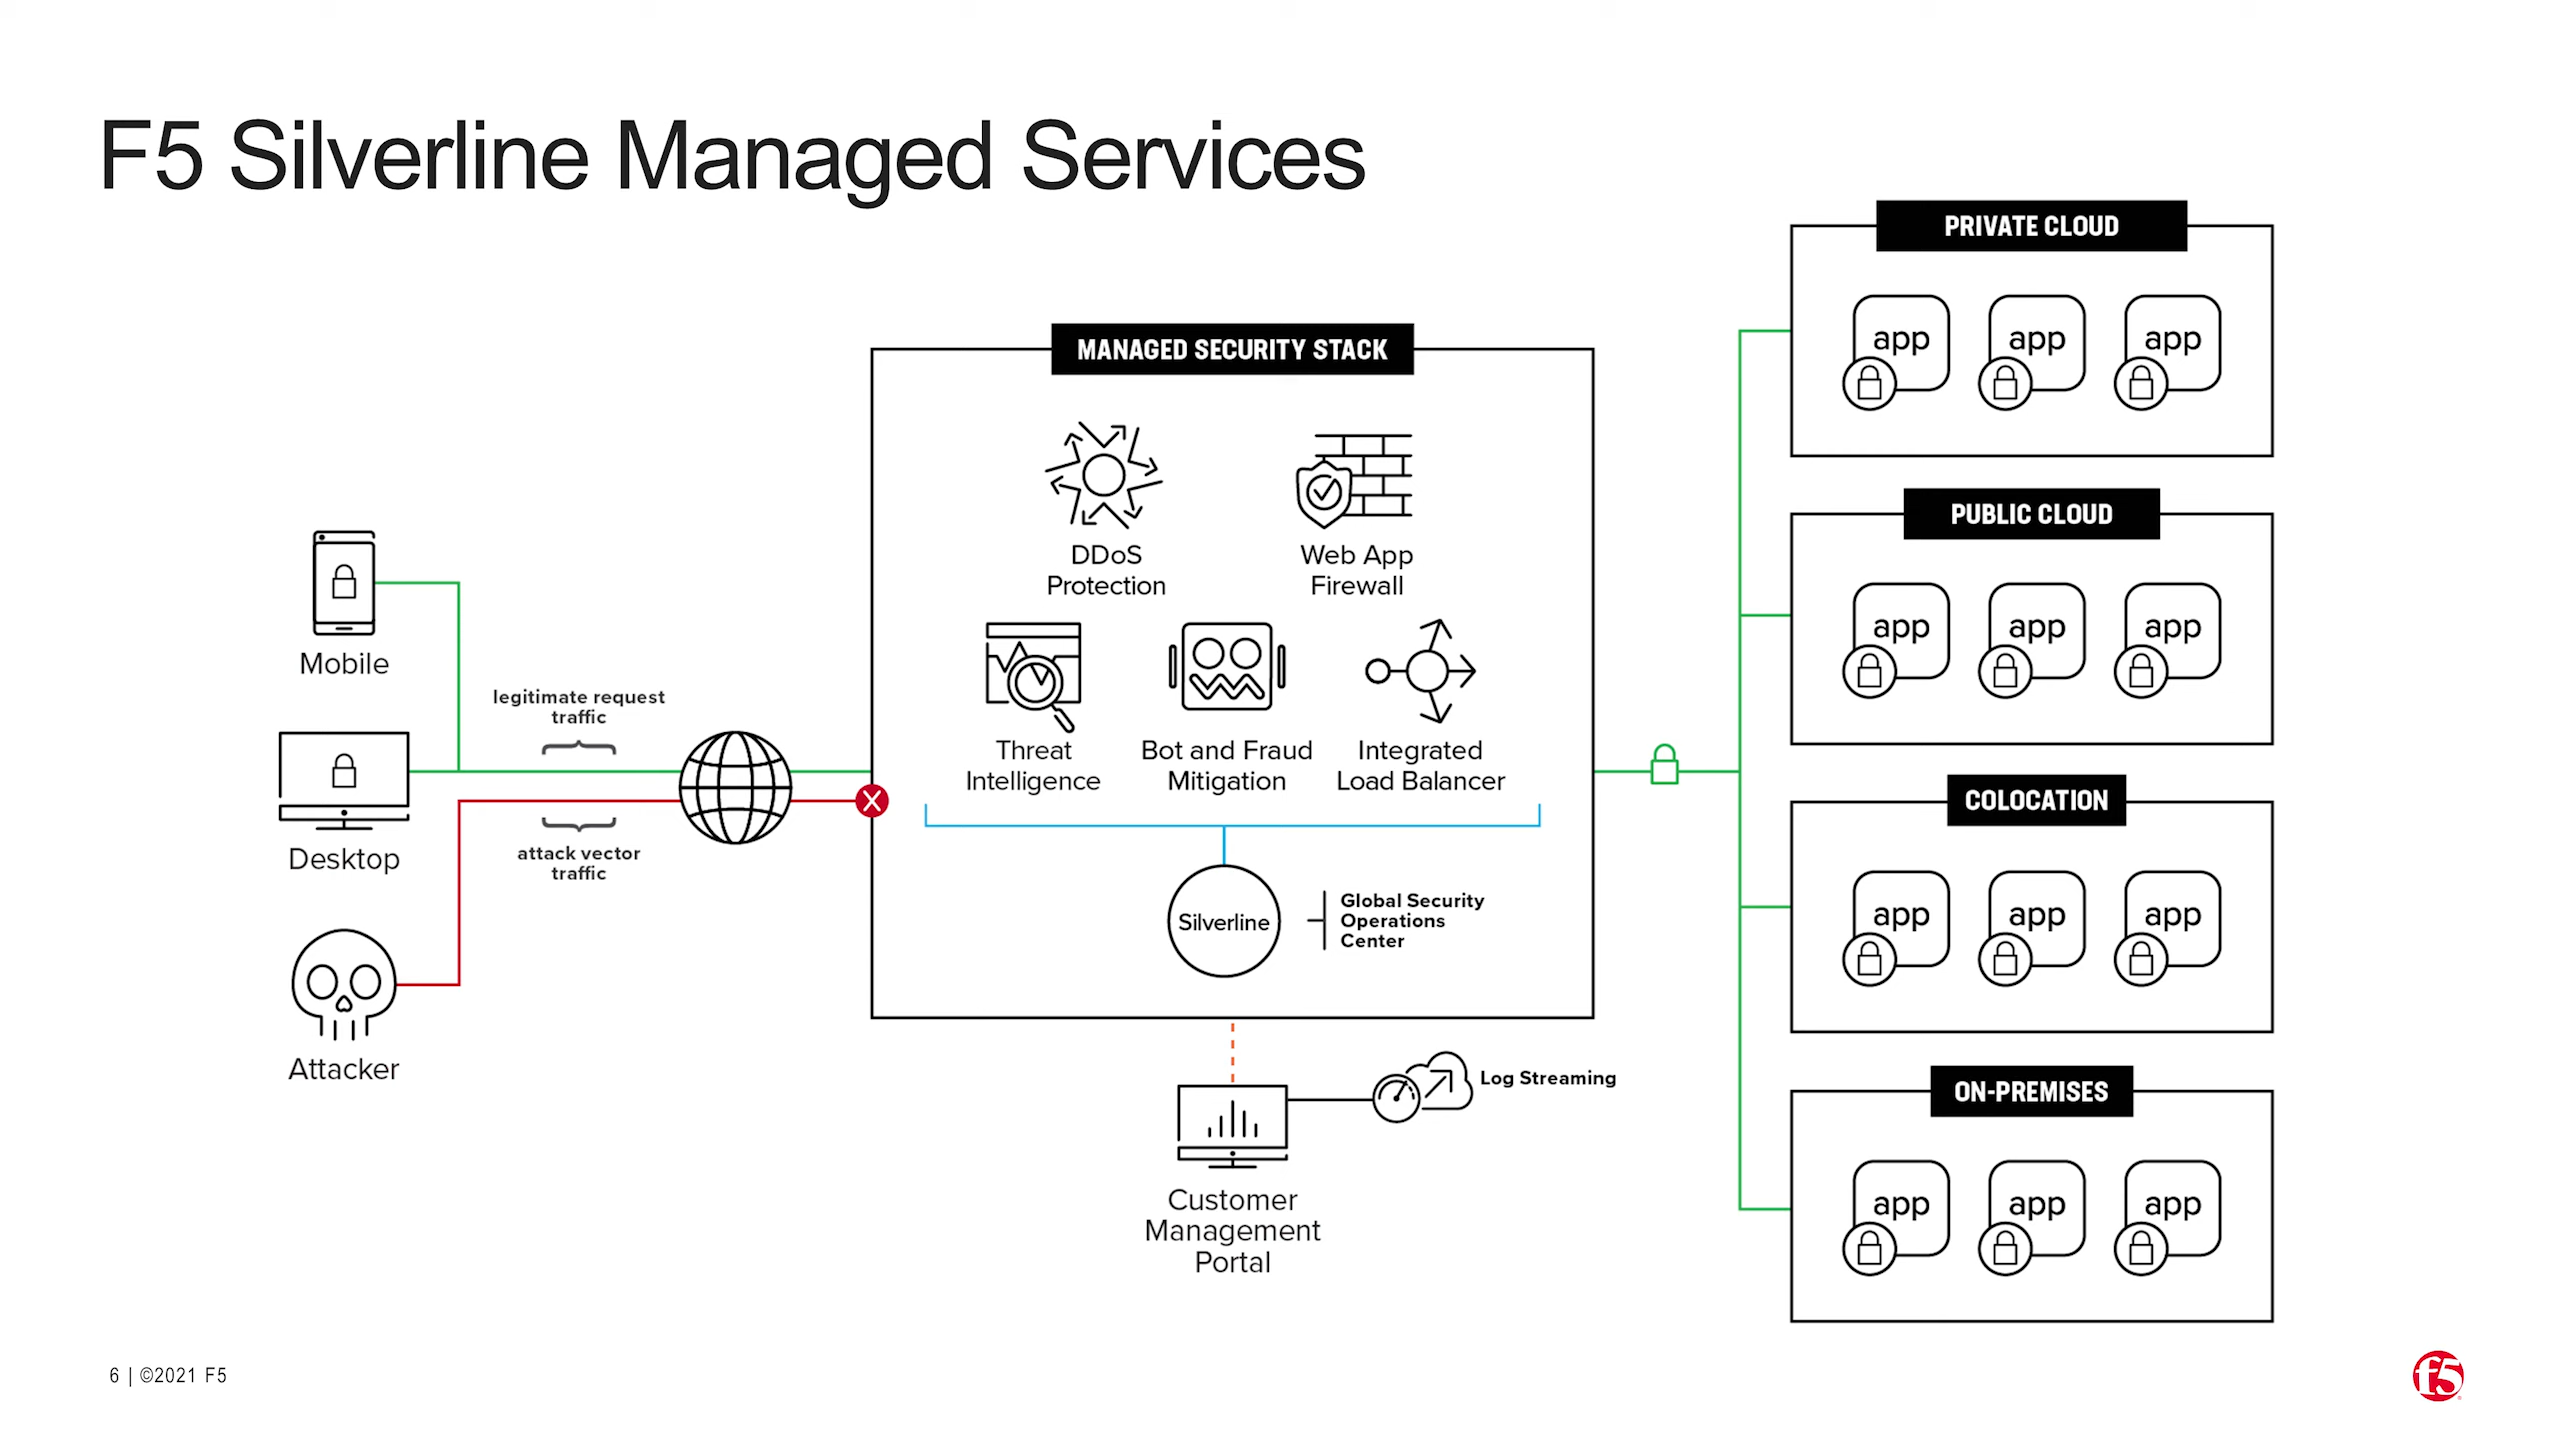 F5 Silverline Managed Services
Mobile
Desktop
Attacker
legitimate request
traffic
attack vector
traffic
MANAGED SECURITY STACK
DDoS
Protection
Web App
Firewall
Threat
Intelligence
Bot and Fraud
Mitigation
Integrated
Load Balancer
Silverline
Global Security
Operations
Center
Customer
Management
Portal
Log Streaming
PRIVATE CLOUD
app app app
PUBLIC CLOUD
app app app
COLOCATION
app app app
ON-PREMISES
app app app
6 | ©2021 F5
f5